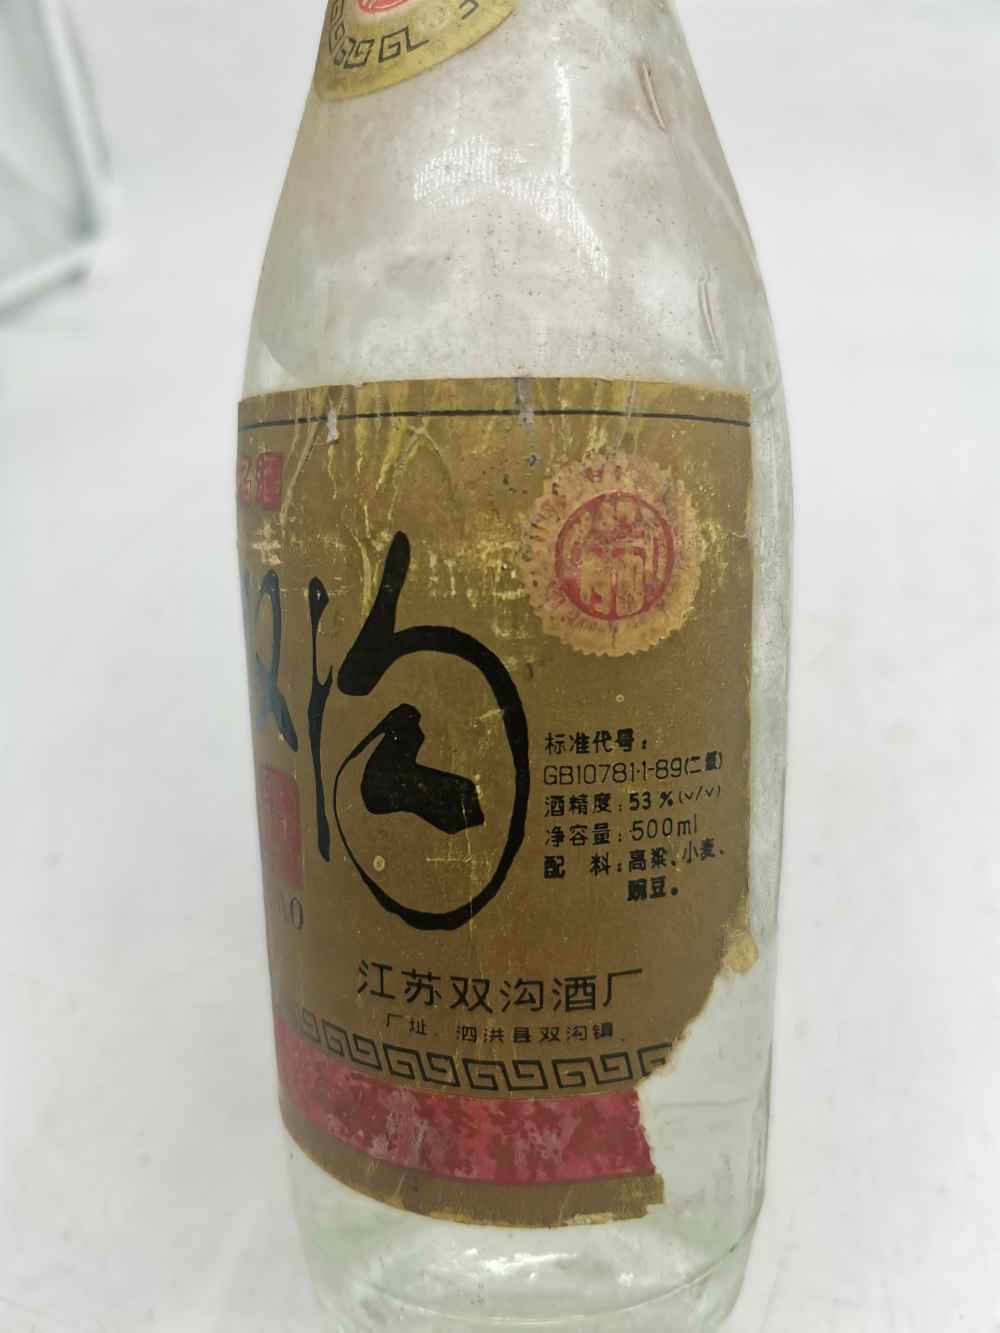 名酒
双沟
标准代号：
GB10781·1-89(二级)
酒精度：53%(v/v)
净容量：500ml
配 料：高粱、小麦、
豌豆。
江苏双沟酒厂
厂址．泗洪县双沟镇